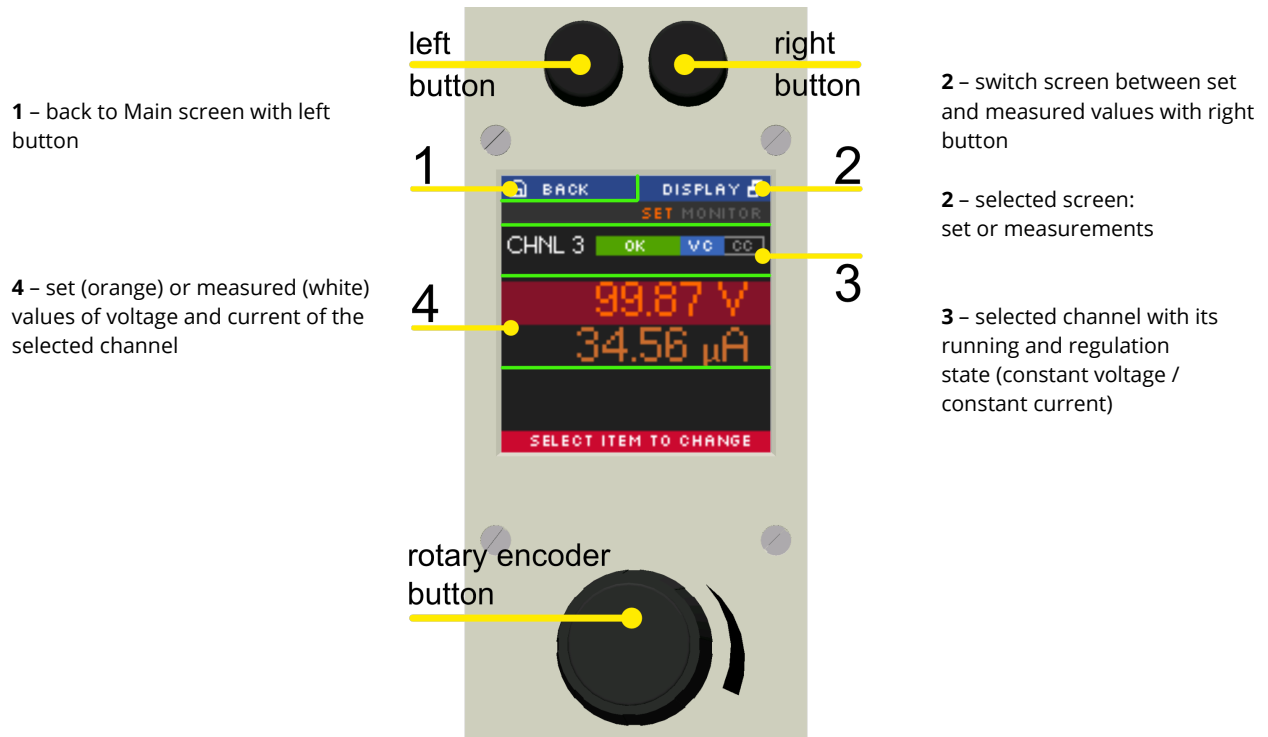 left
button
right
button
1 – back to Main screen with left
button
2 – switch screen between set
and measured values with right
button
1
2
BACK
DISPLAY
SET MONITOR
2 – selected screen:
set or measurements
CHNL 3 OK VC CC
3
4 – set (orange) or measured (white)
values of voltage and current of the
selected channel
4
99.87 V
34.56 µA
3 – selected channel with its
running and regulation
state (constant voltage /
constant current)
SELECT ITEM TO CHANGE
rotary encoder
button